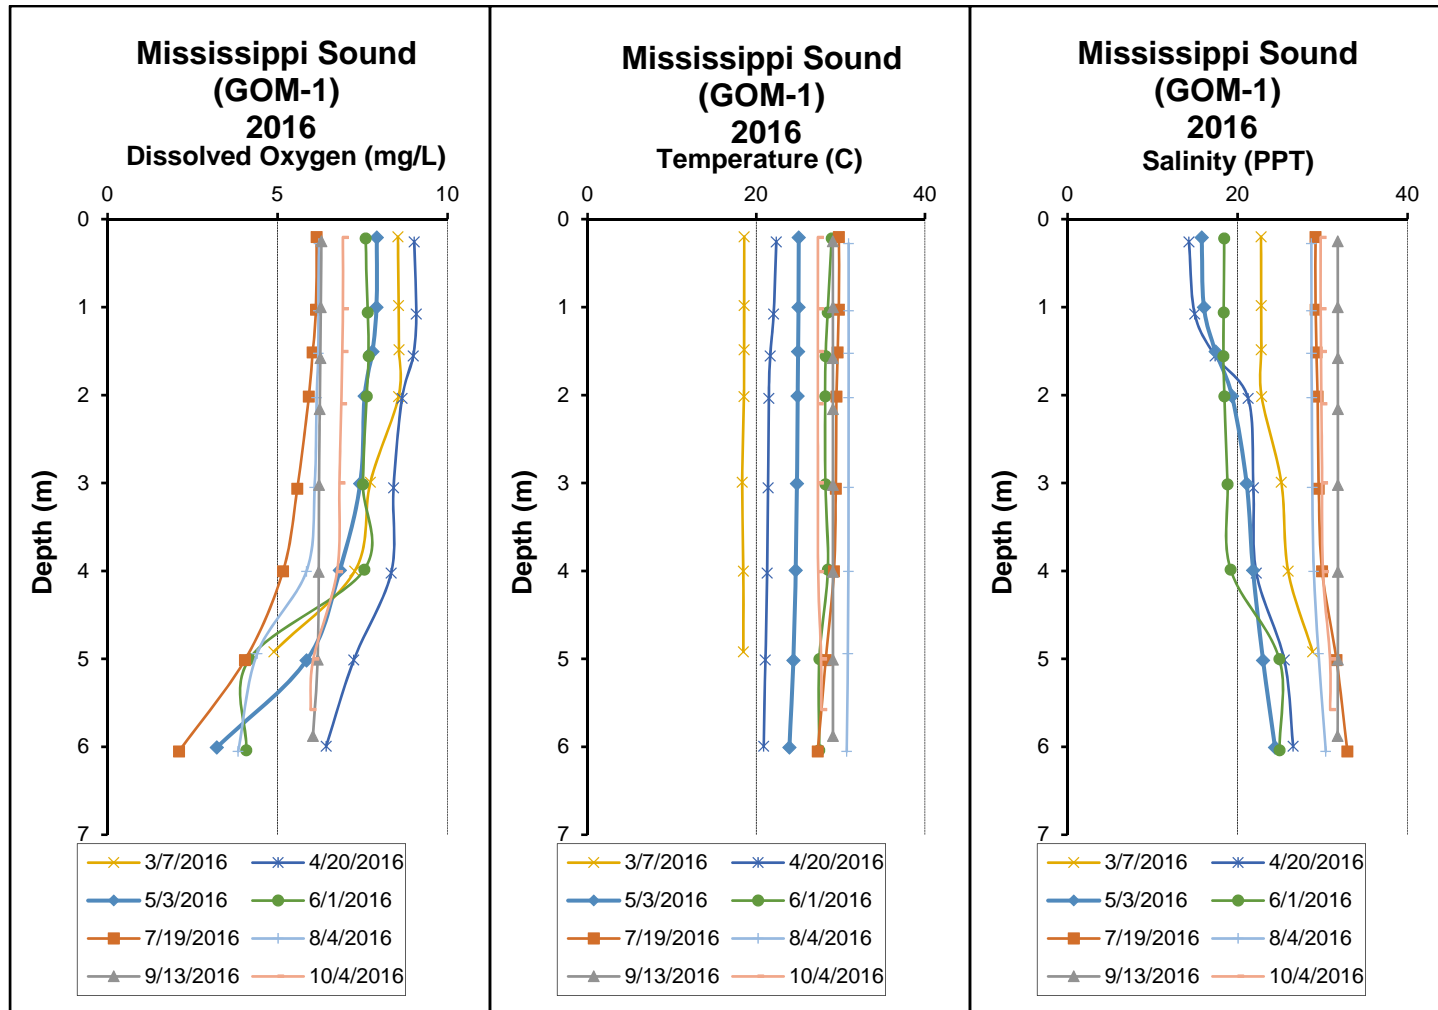 Mississippi Sound
(GOM-1)
2016
Dissolved Oxygen (mg/L)
0 5 10
0
1
2
3
4
5
6
7
Depth (m)
3/7/2016 4/20/2016
5/3/2016 6/1/2016
7/19/2016 8/4/2016
9/13/2016 10/4/2016
Mississippi Sound
(GOM-1)
2016
Temperature (C)
0 20 40
0
1
2
3
4
5
6
7
Depth (m)
3/7/2016 4/20/2016
5/3/2016 6/1/2016
7/19/2016 8/4/2016
9/13/2016 10/4/2016
Mississippi Sound
(GOM-1)
2016
Salinity (PPT)
0 20 40
0
1
2
3
4
5
6
7
Depth (m)
3/7/2016 4/20/2016
5/3/2016 6/1/2016
7/19/2016 8/4/2016
9/13/2016 10/4/2016